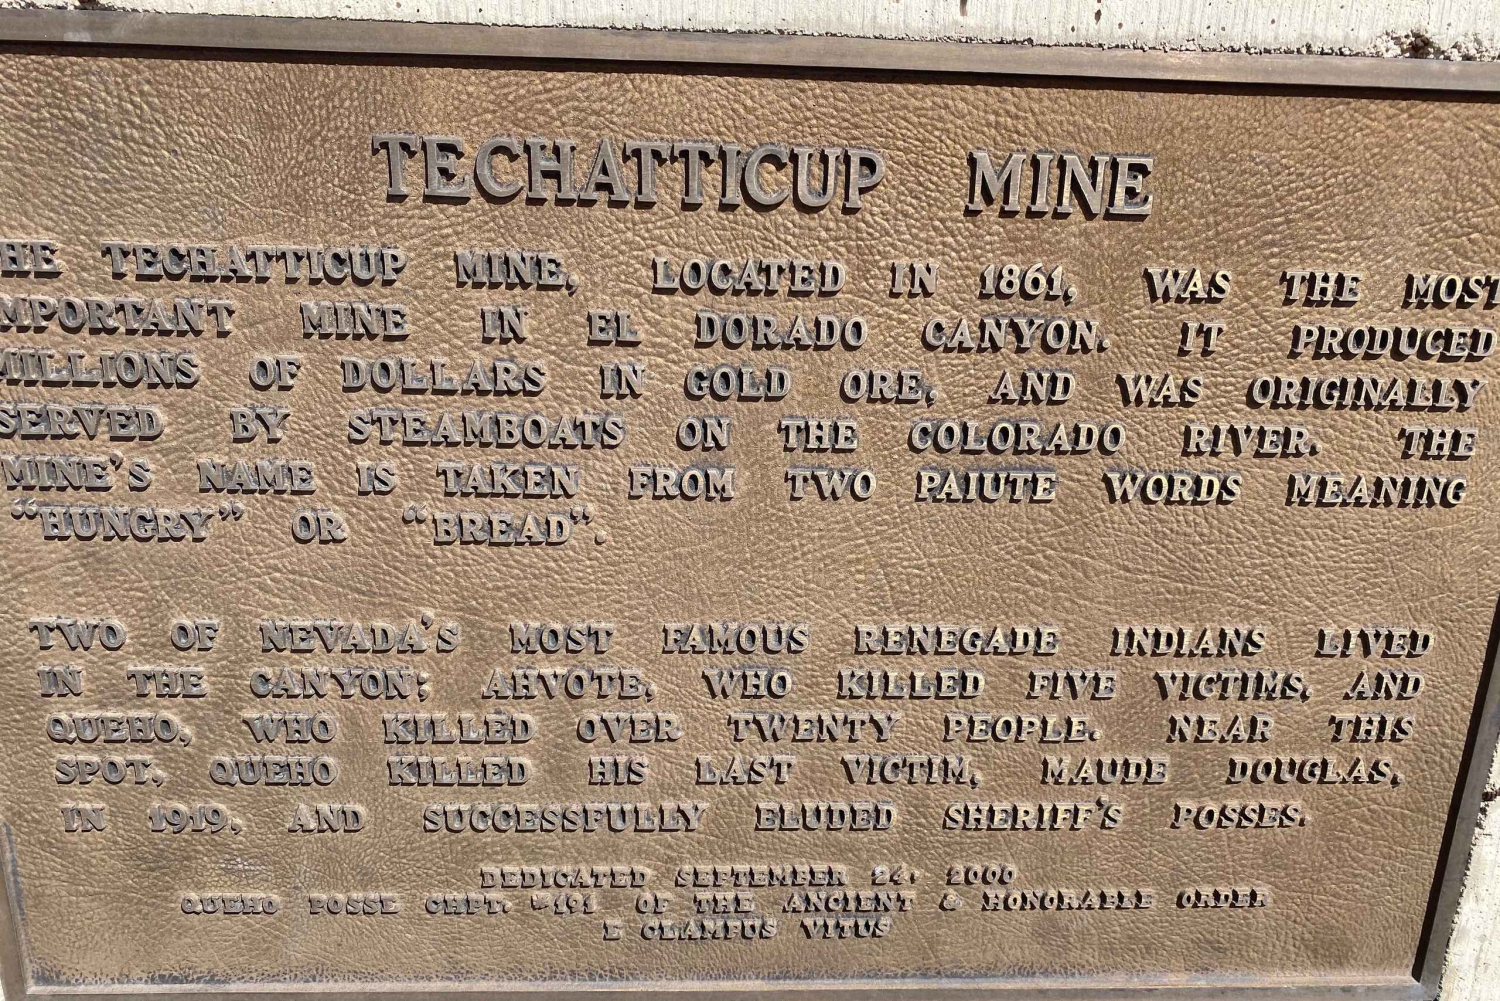 TECHATTICUP MINE
THE TECHATTICUP MINE, LOCATED IN 1861, WAS THE MOST
IMPORTANT MINE IN EL DORADO CANYON. IT PRODUCED
MILLIONS OF DOLLARS IN GOLD ORE, AND WAS ORIGINALLY
SERVED BY STEAMBOATS ON THE COLORADO RIVER. THE
MINE'S NAME IS TAKEN FROM TWO PAIUTE WORDS MEANING
"HUNGRY" OR "BREAD".
TWO OF NEVADA'S MOST FAMOUS RENEGADE INDIANS LIVED
IN THE CANYON; AHVOTE, WHO KILLED FIVE VICTIMS, AND
QUEHO, WHO KILLED OVER TWENTY PEOPLE. NEAR THIS
SPOT, QUEHO KILLED HIS LAST VICTIM, MAUDE DOUGLAS,
IN 1919, AND SUCCESSFULLY ELUDED SHERIFF'S POSSES.
DEDICATED SEPTEMBER 24, 2000
QUEHO POSSE CHPT. #191 OF THE ANCIENT & HONORABLE ORDER
E CLAMPUS VITUS